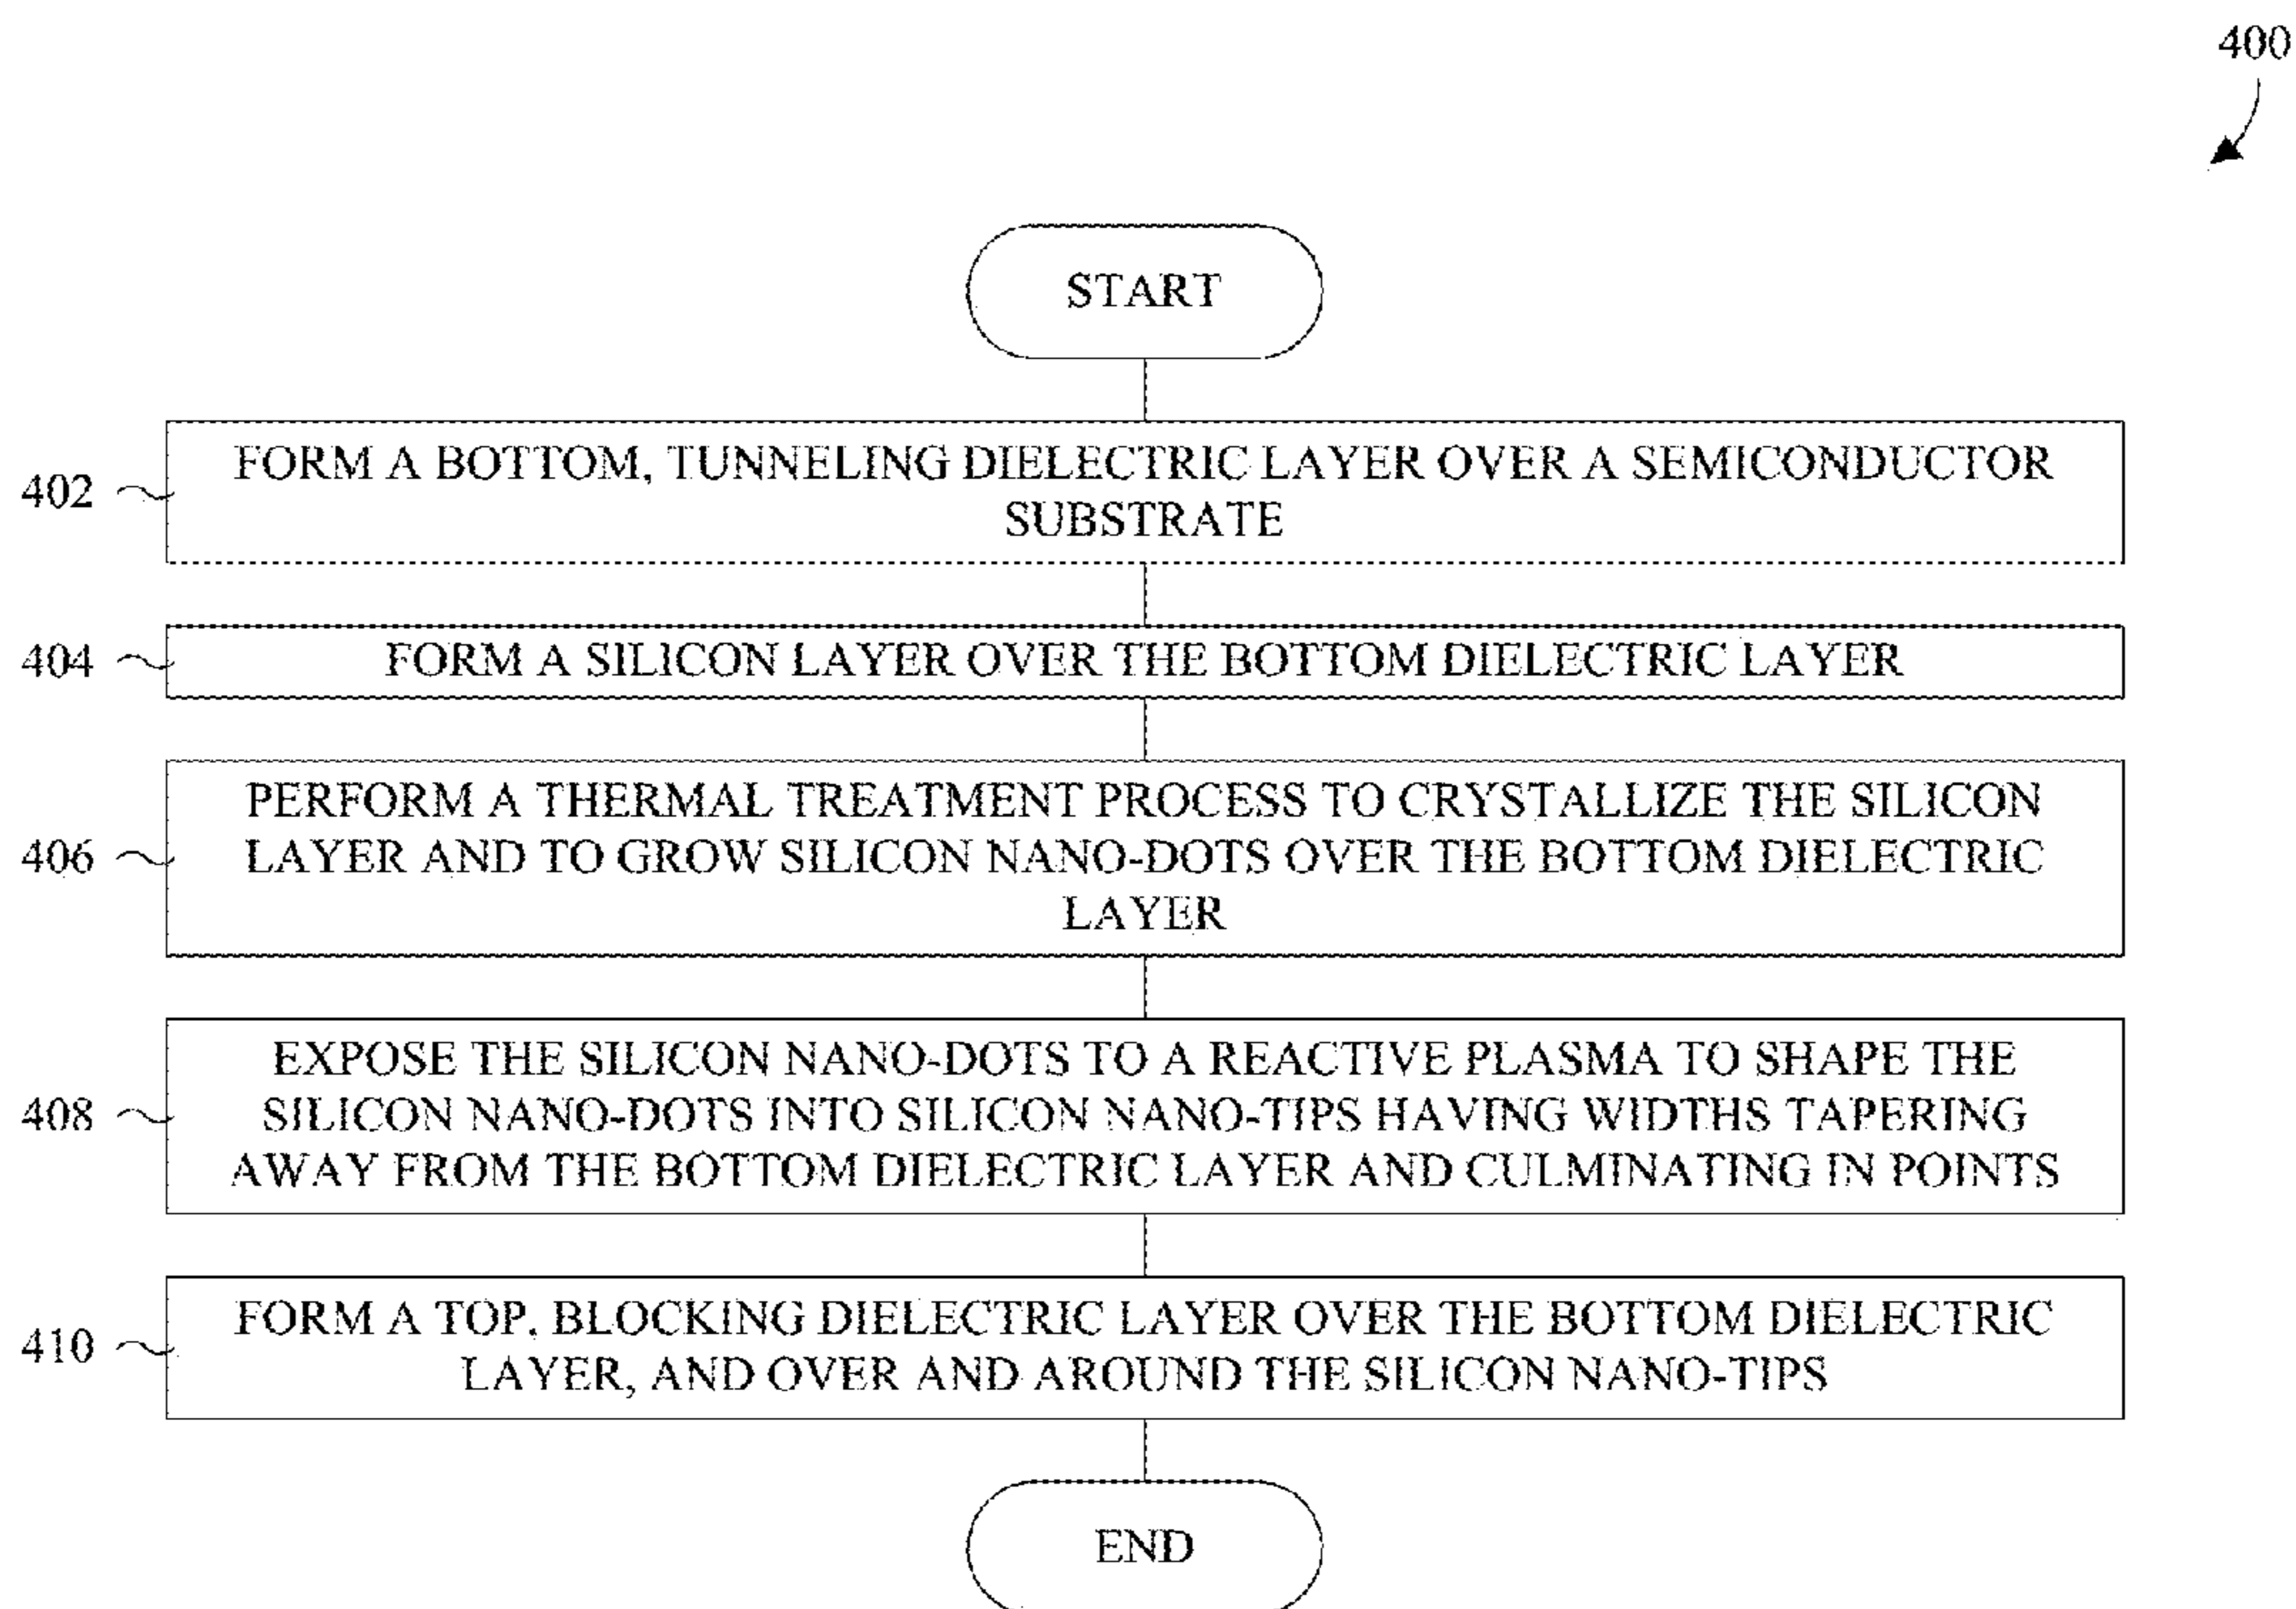 400
START
402
FORM A BOTTOM, TUNNELING DIELECTRIC LAYER OVER A SEMICONDUCTOR
SUBSTRATE
404
FORM A SILICON LAYER OVER THE BOTTOM DIELECTRIC LAYER
406
PERFORM A THERMAL TREATMENT PROCESS TO CRYSTALLIZE THE SILICON
LAYER AND TO GROW SILICON NANO-DOTS OVER THE BOTTOM DIELECTRIC
LAYER
408
EXPOSE THE SILICON NANO-DOTS TO A REACTIVE PLASMA TO SHAPE THE
SILICON NANO-DOTS INTO SILICON NANO-TIPS HAVING WIDTHS TAPERING
AWAY FROM THE BOTTOM DIELECTRIC LAYER AND CULMINATING IN POINTS
410
FORM A TOP, BLOCKING DIELECTRIC LAYER OVER THE BOTTOM DIELECTRIC
LAYER, AND OVER AND AROUND THE SILICON NANO-TIPS
END